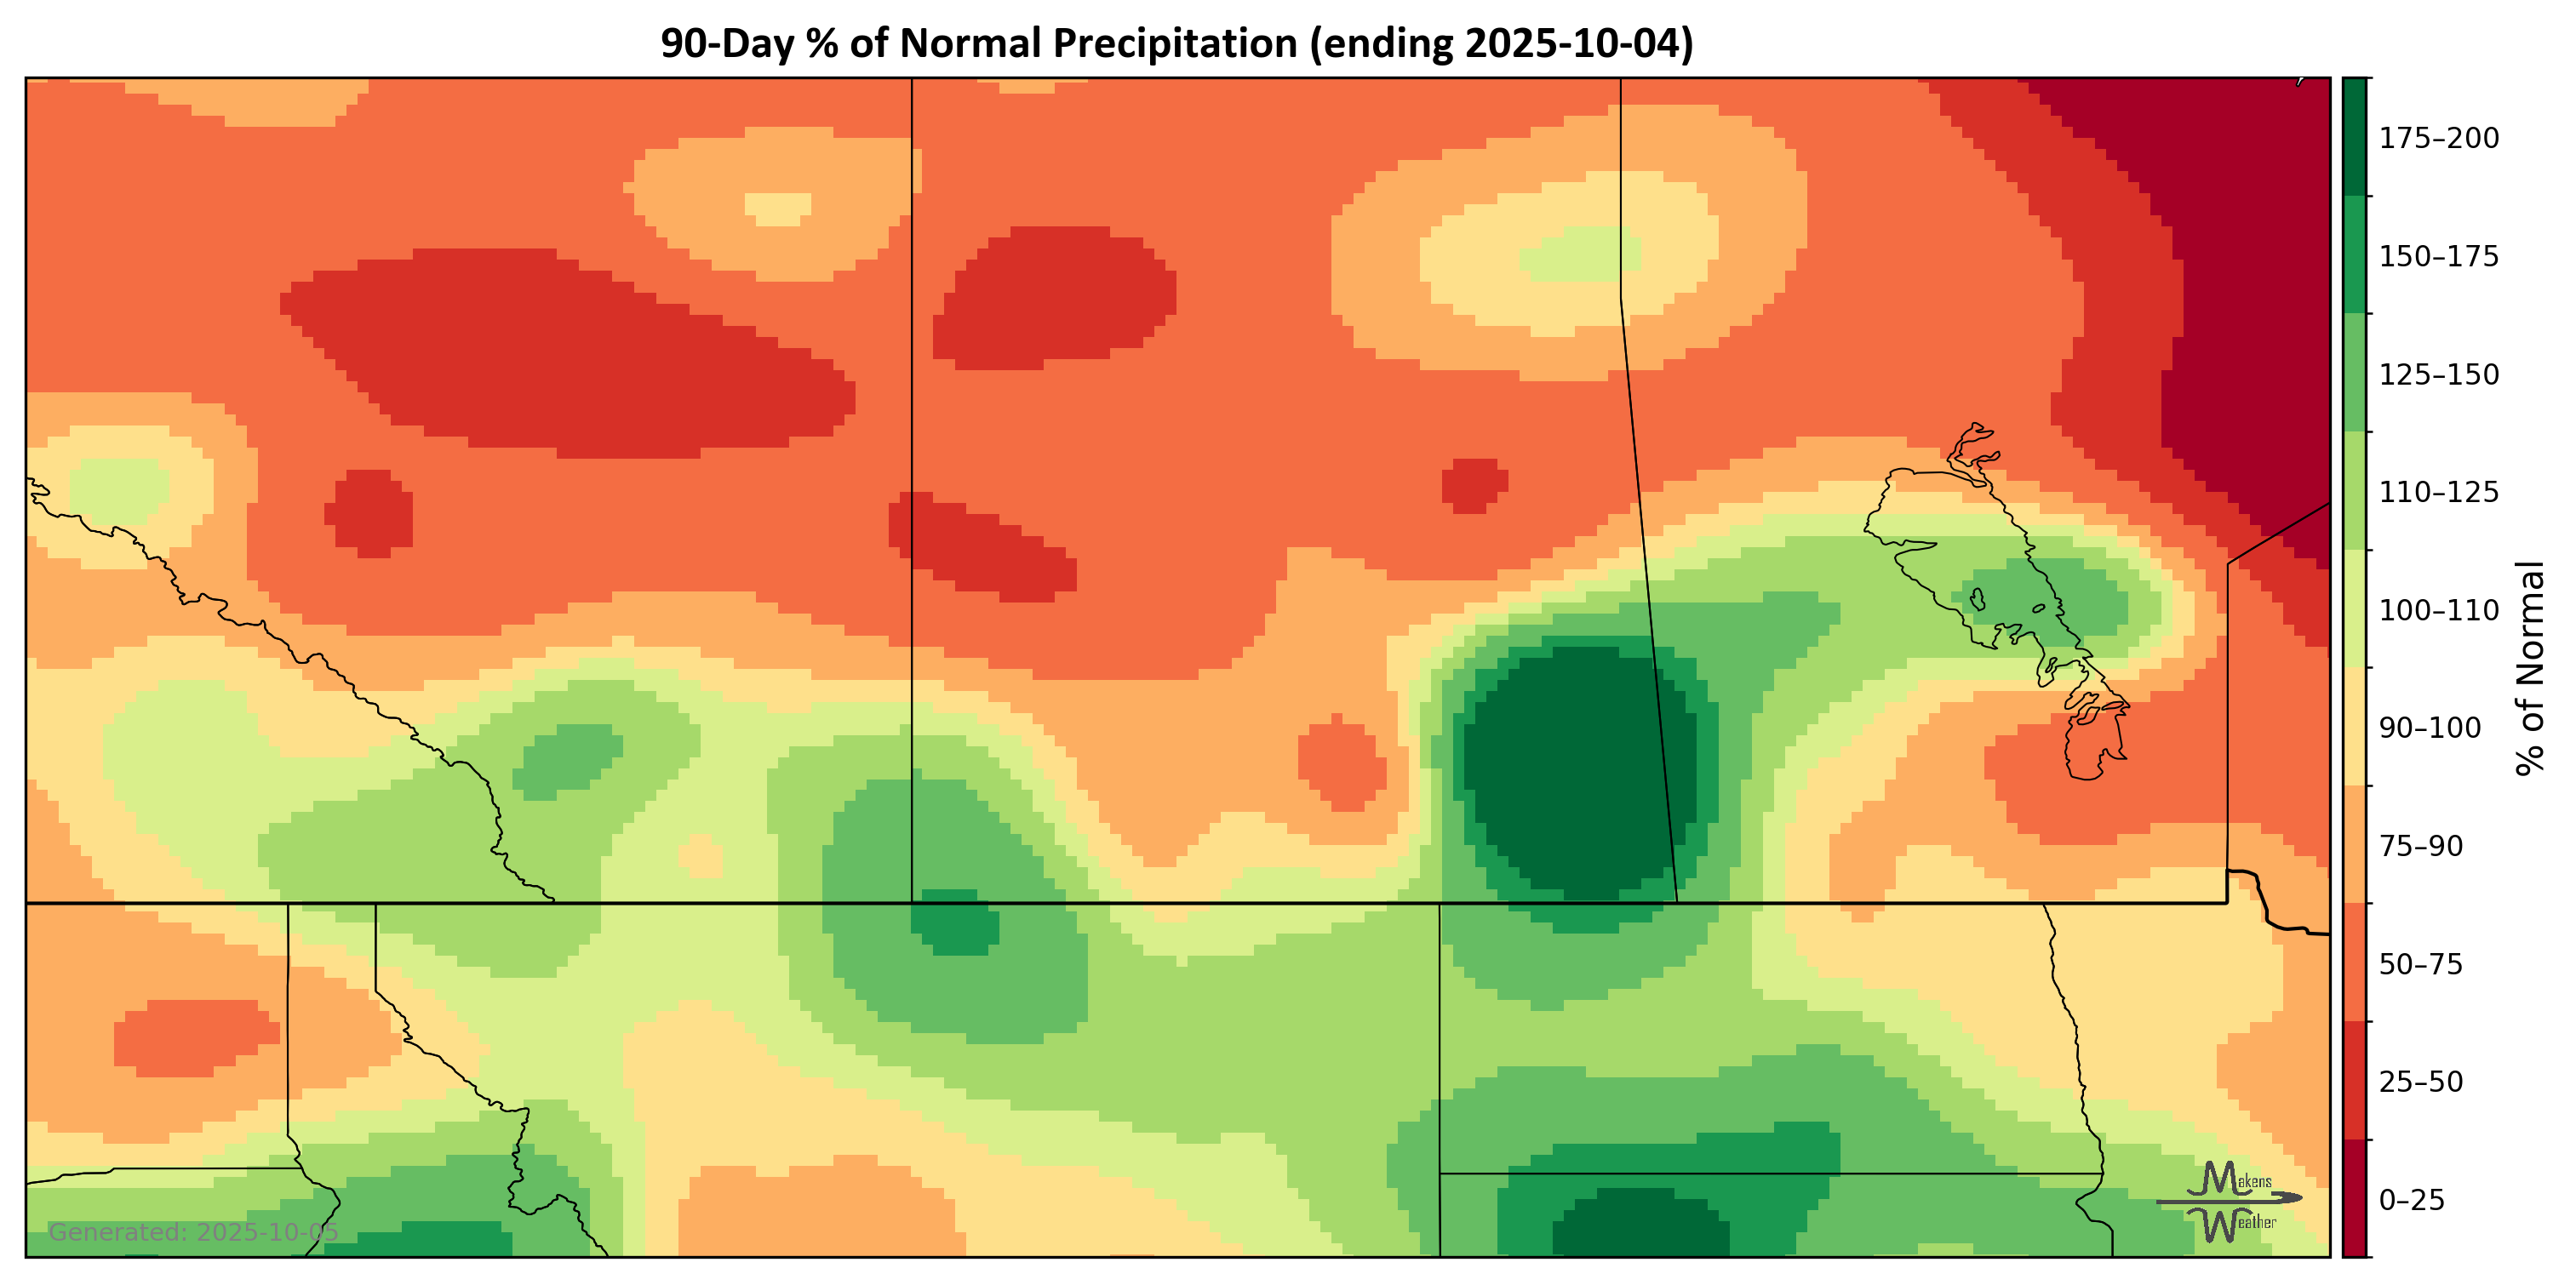 90-Day % of Normal Precipitation (ending 2025-10-04)
175–200
150–175
125–150
110–125
100–110
90–100
75–90
50–75
25–50
0–25
% of Normal
Makens
Weather
Generated: 2025-10-05